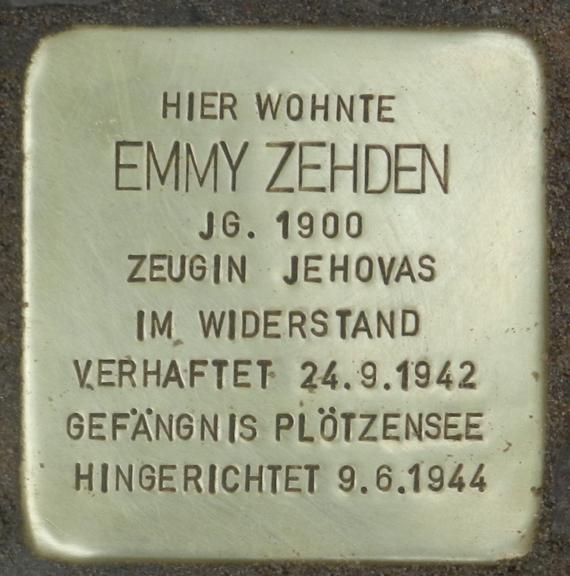 HIER WOHNTE
EMMY ZEHDEN
JG. 1900
ZEUGIN JEHOVAS
IM WIDERSTAND
VERHAFTET 24.9.1942
GEFÄNGNIS PLÖTZENSEE
HINGERICHTET 9.6.1944